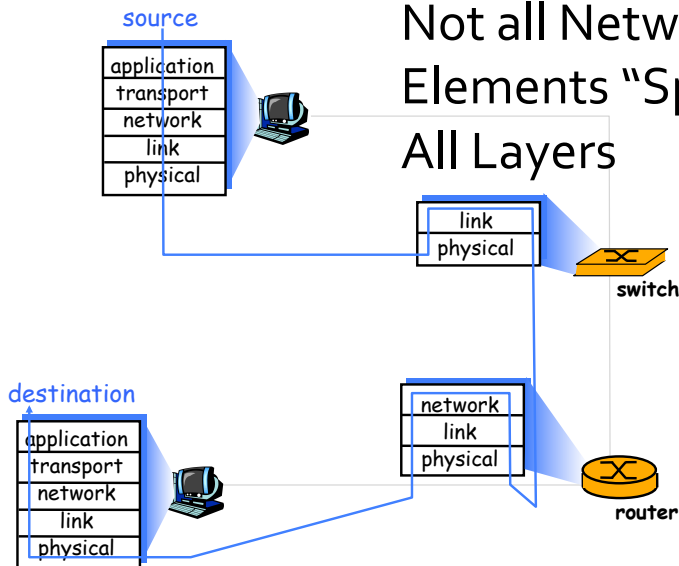 source
Not all Netw
Elements “Sp
All Layers
application
transport
network
link
physical
link
physical
switch
destination
application
transport
network
link
physical
network
link
physical
router